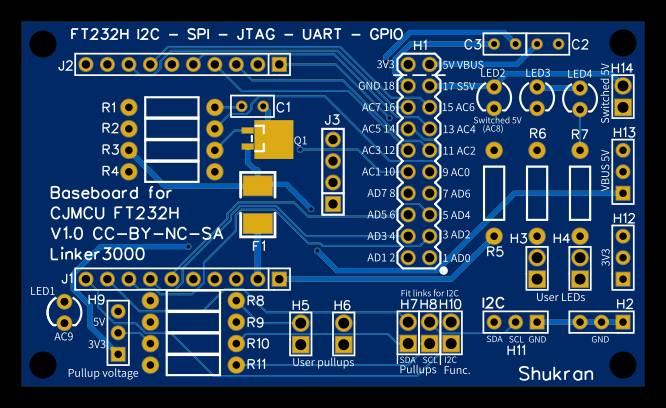 FT232H I2C - SPI - JTAG - UART - GPIO
C3 C2
H1
J2
3V3 5V VBUS
GND 18 17 S5V
AC7 16 15 AC6
AC5 14 13 AC4
AC3 12 11 AC2
AC1 10 9 AC0
AD7 8 7 AD6
AD5 6 5 AD4
AD3 4 3 AD2
AD1 2 1 AD0
LED2 LED3 LED4
Switched 5V
(AC8)
H14
Switched 5V
R1
R2
R3
R4
C1
Q1
J3
R6
R7
H13
VBUS 5V
Baseboard for
CJMCU FT232H
V1.0 CC-BY-NC-SA
Linker3000
F1
R5
H3 H4
User LEDs
H12
3V3
J1
LED1
AC9
H9
5V
3V3
Pullup voltage
R8
R9
R10
R11
H5 H6
User pullups
Fit links for I2C
H7 H8 H10
SDA SCL I2C
Pullups Func.
I2C
SDA SCL GND
H11
H2
GND
Shukran